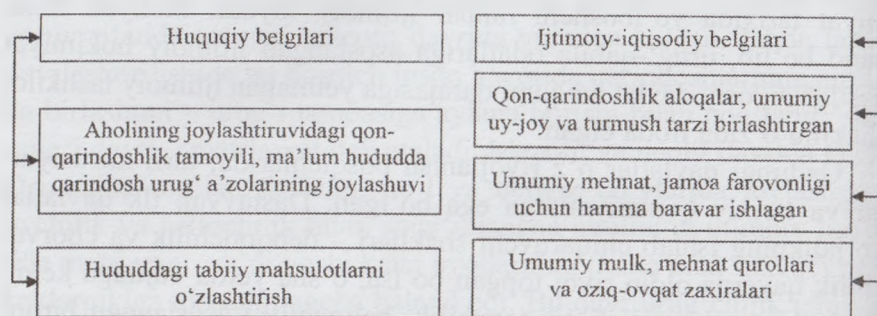 Huquqiy belgilari
Aholining joylashtiruvidagi qon-
qarindoshlik tamoyili, ma'lum hududda
qarindosh urug‘ a’zolarining joylashuvi
Hududdagi tabiiy mahsulotlarni
o‘zlashtirish
Ijtimoiy-iqtisodiy belgilari
Qon-qarindoshlik aloqalar, umumiy
uy-joy va turmush tarzi birlashtirgan
Umumiy mehnat, jamoa farovonligi
uchun hamma baravar ishlagan
Umumiy mulk, mehnat qurollari
va oziq-ovqat zaxiralari